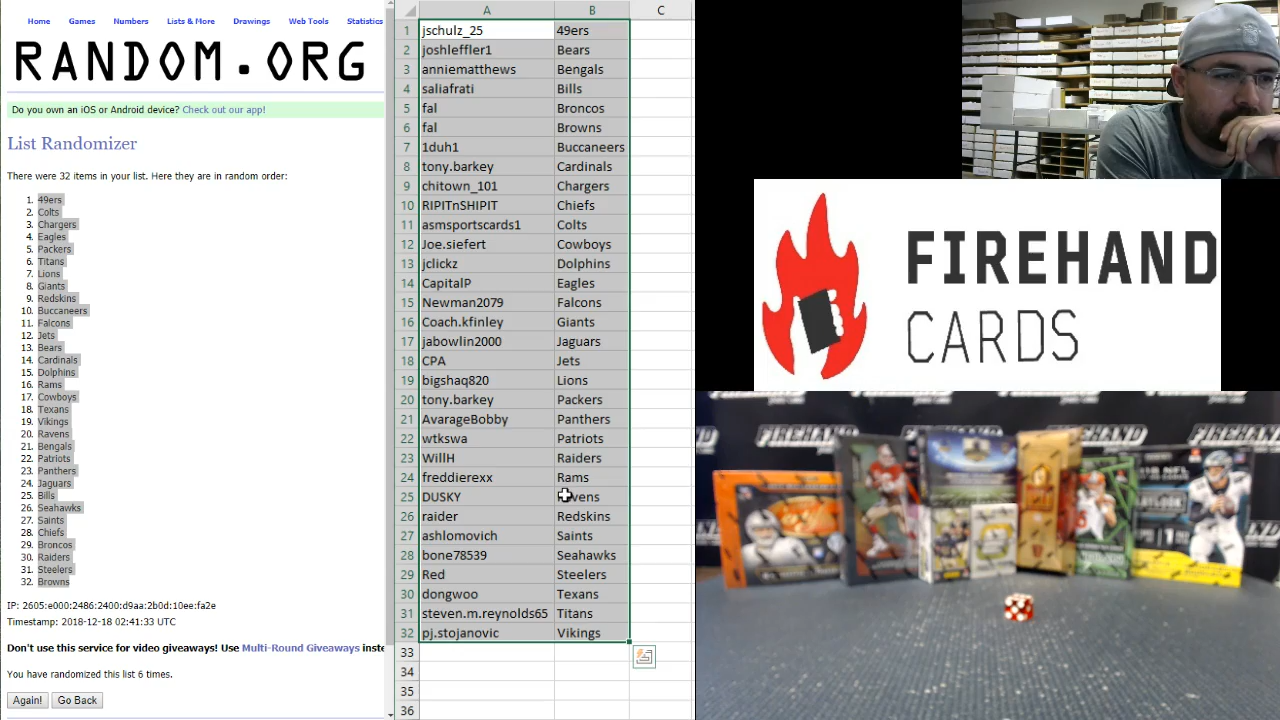 Home Games Numbers Lists & More Drawings Web Tools Statistics
RANDOM.ORG
Do you own an iOS or Android device? Check out our app!
List Randomizer
There were 32 items in your list. Here they are in random order:
1. 49ers
2. Colts
3. Chargers
4. Eagles
5. Packers
6. Titans
7. Lions
8. Giants
9. Redskins
10. Buccaneers
11. Falcons
12. Jets
13. Bears
14. Cardinals
15. Dolphins
16. Rams
17. Cowboys
18. Texans
19. Vikings
20. Ravens
21. Bengals
22. Patriots
23. Panthers
24. Jaguars
25. Bills
26. Seahawks
27. Saints
28. Chiefs
29. Broncos
30. Raiders
31. Steelers
32. Browns
IP: 2605:e000:2486:2400:d9aa:2b0d:10ee:fa2e
Timestamp: 2018-12-18 02:41:33 UTC
Don't use this service for video giveaways! Use Multi-Round Giveaways inste
You have randomized this list 6 times.
Again! Go Back
A B C
1 jschulz_25 49ers
2 joshleffler1 Bears
3 anniematthews Bengals
4 saliafrati Bills
5 fal Broncos
6 fal Browns
7 1duh1 Buccaneers
8 tony.barkey Cardinals
9 chitown_101 Chargers
10 RIPITnSHIPIT Chiefs
11 asmsportscards1 Colts
12 Joe.siefert Cowboys
13 jclickz Dolphins
14 CapitalP Eagles
15 Newman2079 Falcons
16 Coach.kfinley Giants
17 jabowlin2000 Jaguars
18 CPA Jets
19 bigshaq820 Lions
20 tony.barkey Packers
21 AvarageBobby Panthers
22 wtkswa Patriots
23 WillH Raiders
24 freddierexx Rams
25 DUSKY vens
26 raider Redskins
27 ashlomovich Saints
28 bone78539 Seahawks
29 Red Steelers
30 dongwoo Texans
31 steven.m.reynolds65 Titans
32 pj.stojanovic Vikings
33
34
35
36
FIREHAND
CARDS